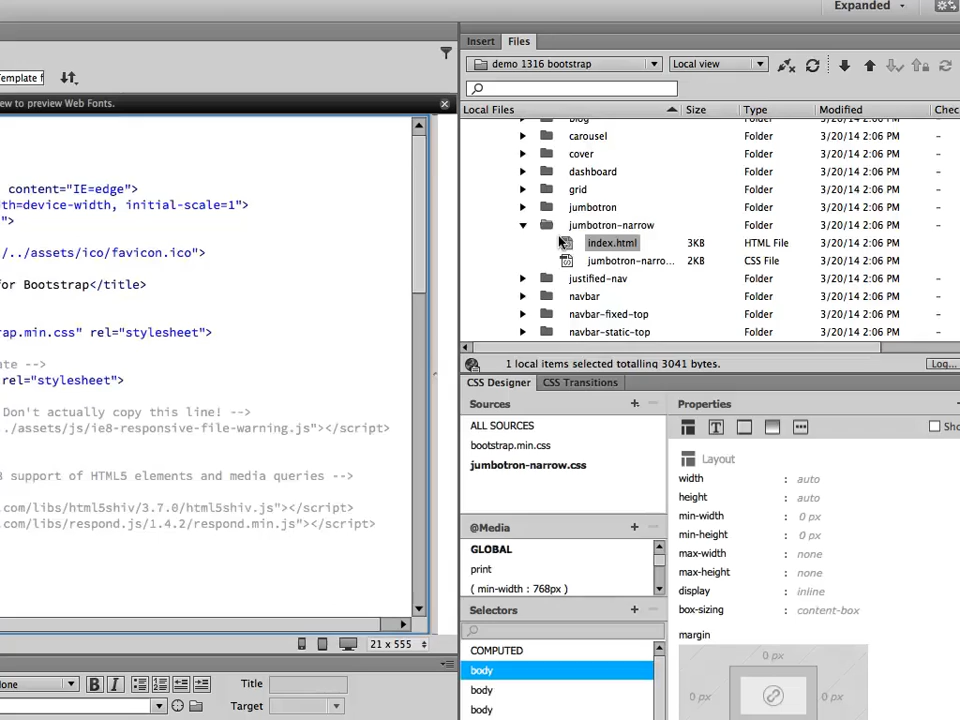 Expanded
Insert Files
demo 1316 bootstrap Local view
Template f
Local Files Size Type Modified Chec
ew to preview Web Fonts.
blog Folder 3/20/14 2:06 PM -
carousel Folder 3/20/14 2:06 PM -
cover Folder 3/20/14 2:06 PM -
dashboard Folder 3/20/14 2:06 PM -
grid Folder 3/20/14 2:06 PM -
jumbotron Folder 3/20/14 2:06 PM -
jumbotron-narrow Folder 3/20/14 2:06 PM -
index.html 3KB HTML File 3/20/14 2:06 PM -
jumbotron-narro... 2KB CSS File 3/20/14 2:06 PM -
justified-nav Folder 3/20/14 2:06 PM -
navbar Folder 3/20/14 2:06 PM -
navbar-fixed-top Folder 3/20/14 2:06 PM -
navbar-static-top Folder 3/20/14 2:06 PM -
1 local items selected totalling 3041 bytes. Log...
content="IE=edge">
th=device-width, initial-scale=1">
">
/../assets/ico/favicon.ico">
for Bootstrap</title>
rap.min.css" rel="stylesheet">
ate -->
rel="stylesheet">
Don't actually copy this line! -->
./assets/js/ie8-responsive-file-warning.js"></script>
8 support of HTML5 elements and media queries -->
.com/libs/html5shiv/3.7.0/html5shiv.js"></script>
.com/libs/respond.js/1.4.2/respond.min.js"></script>
21 x 555
None B I Title
Target
CSS Designer CSS Transitions
Sources +
ALL SOURCES
bootstrap.min.css
jumbotron-narrow.css
@Media +
GLOBAL
print
( min-width : 768px )
Selectors +
COMPUTED
body
body
body
Properties
T Sho
Layout
width : auto
height : auto
min-width : 0 px
min-height : 0 px
max-width : none
max-height : none
display : inline
box-sizing : content-box
margin
0 px
0 px 0 px